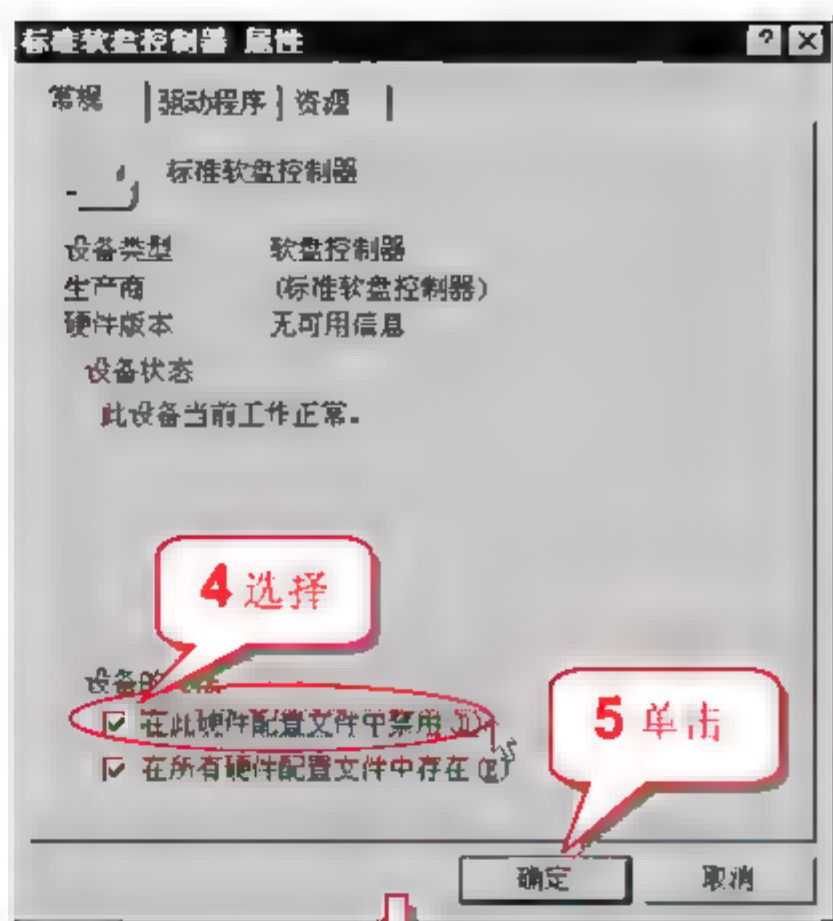 标准软盘控制器 属性
常规 驱动程序 资源
标准软盘控制器
设备类型 软盘控制器
生产商 (标准软盘控制器)
硬件版本 无可用信息
设备状态
此设备当前工作正常。
4 选择
设备的
在此硬件配置文件中禁用
5 单击
在所有硬件配置文件中存在(E)
确定 取消